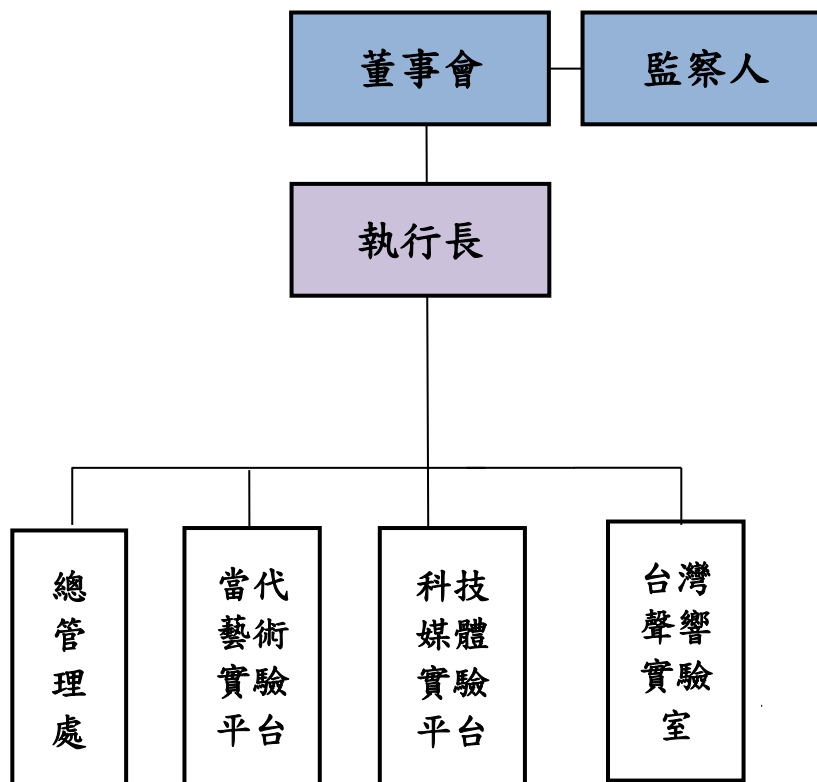 董事會
監察人
執行長
總
管
理
處
當代
藝術
實驗
平台
科技
媒體
實驗
平台
台灣
聲響
實驗
室